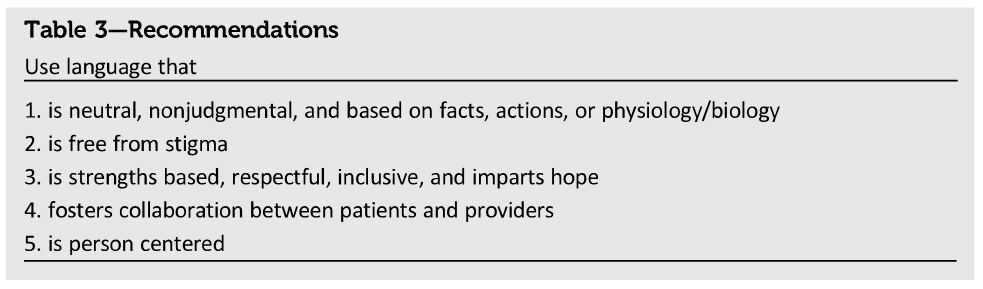 Table 3—Recommendations
Use language that
1. is neutral, nonjudgmental, and based on facts, actions, or physiology/biology
2. is free from stigma
3. is strengths based, respectful, inclusive, and imparts hope
4. fosters collaboration between patients and providers
5. is person centered